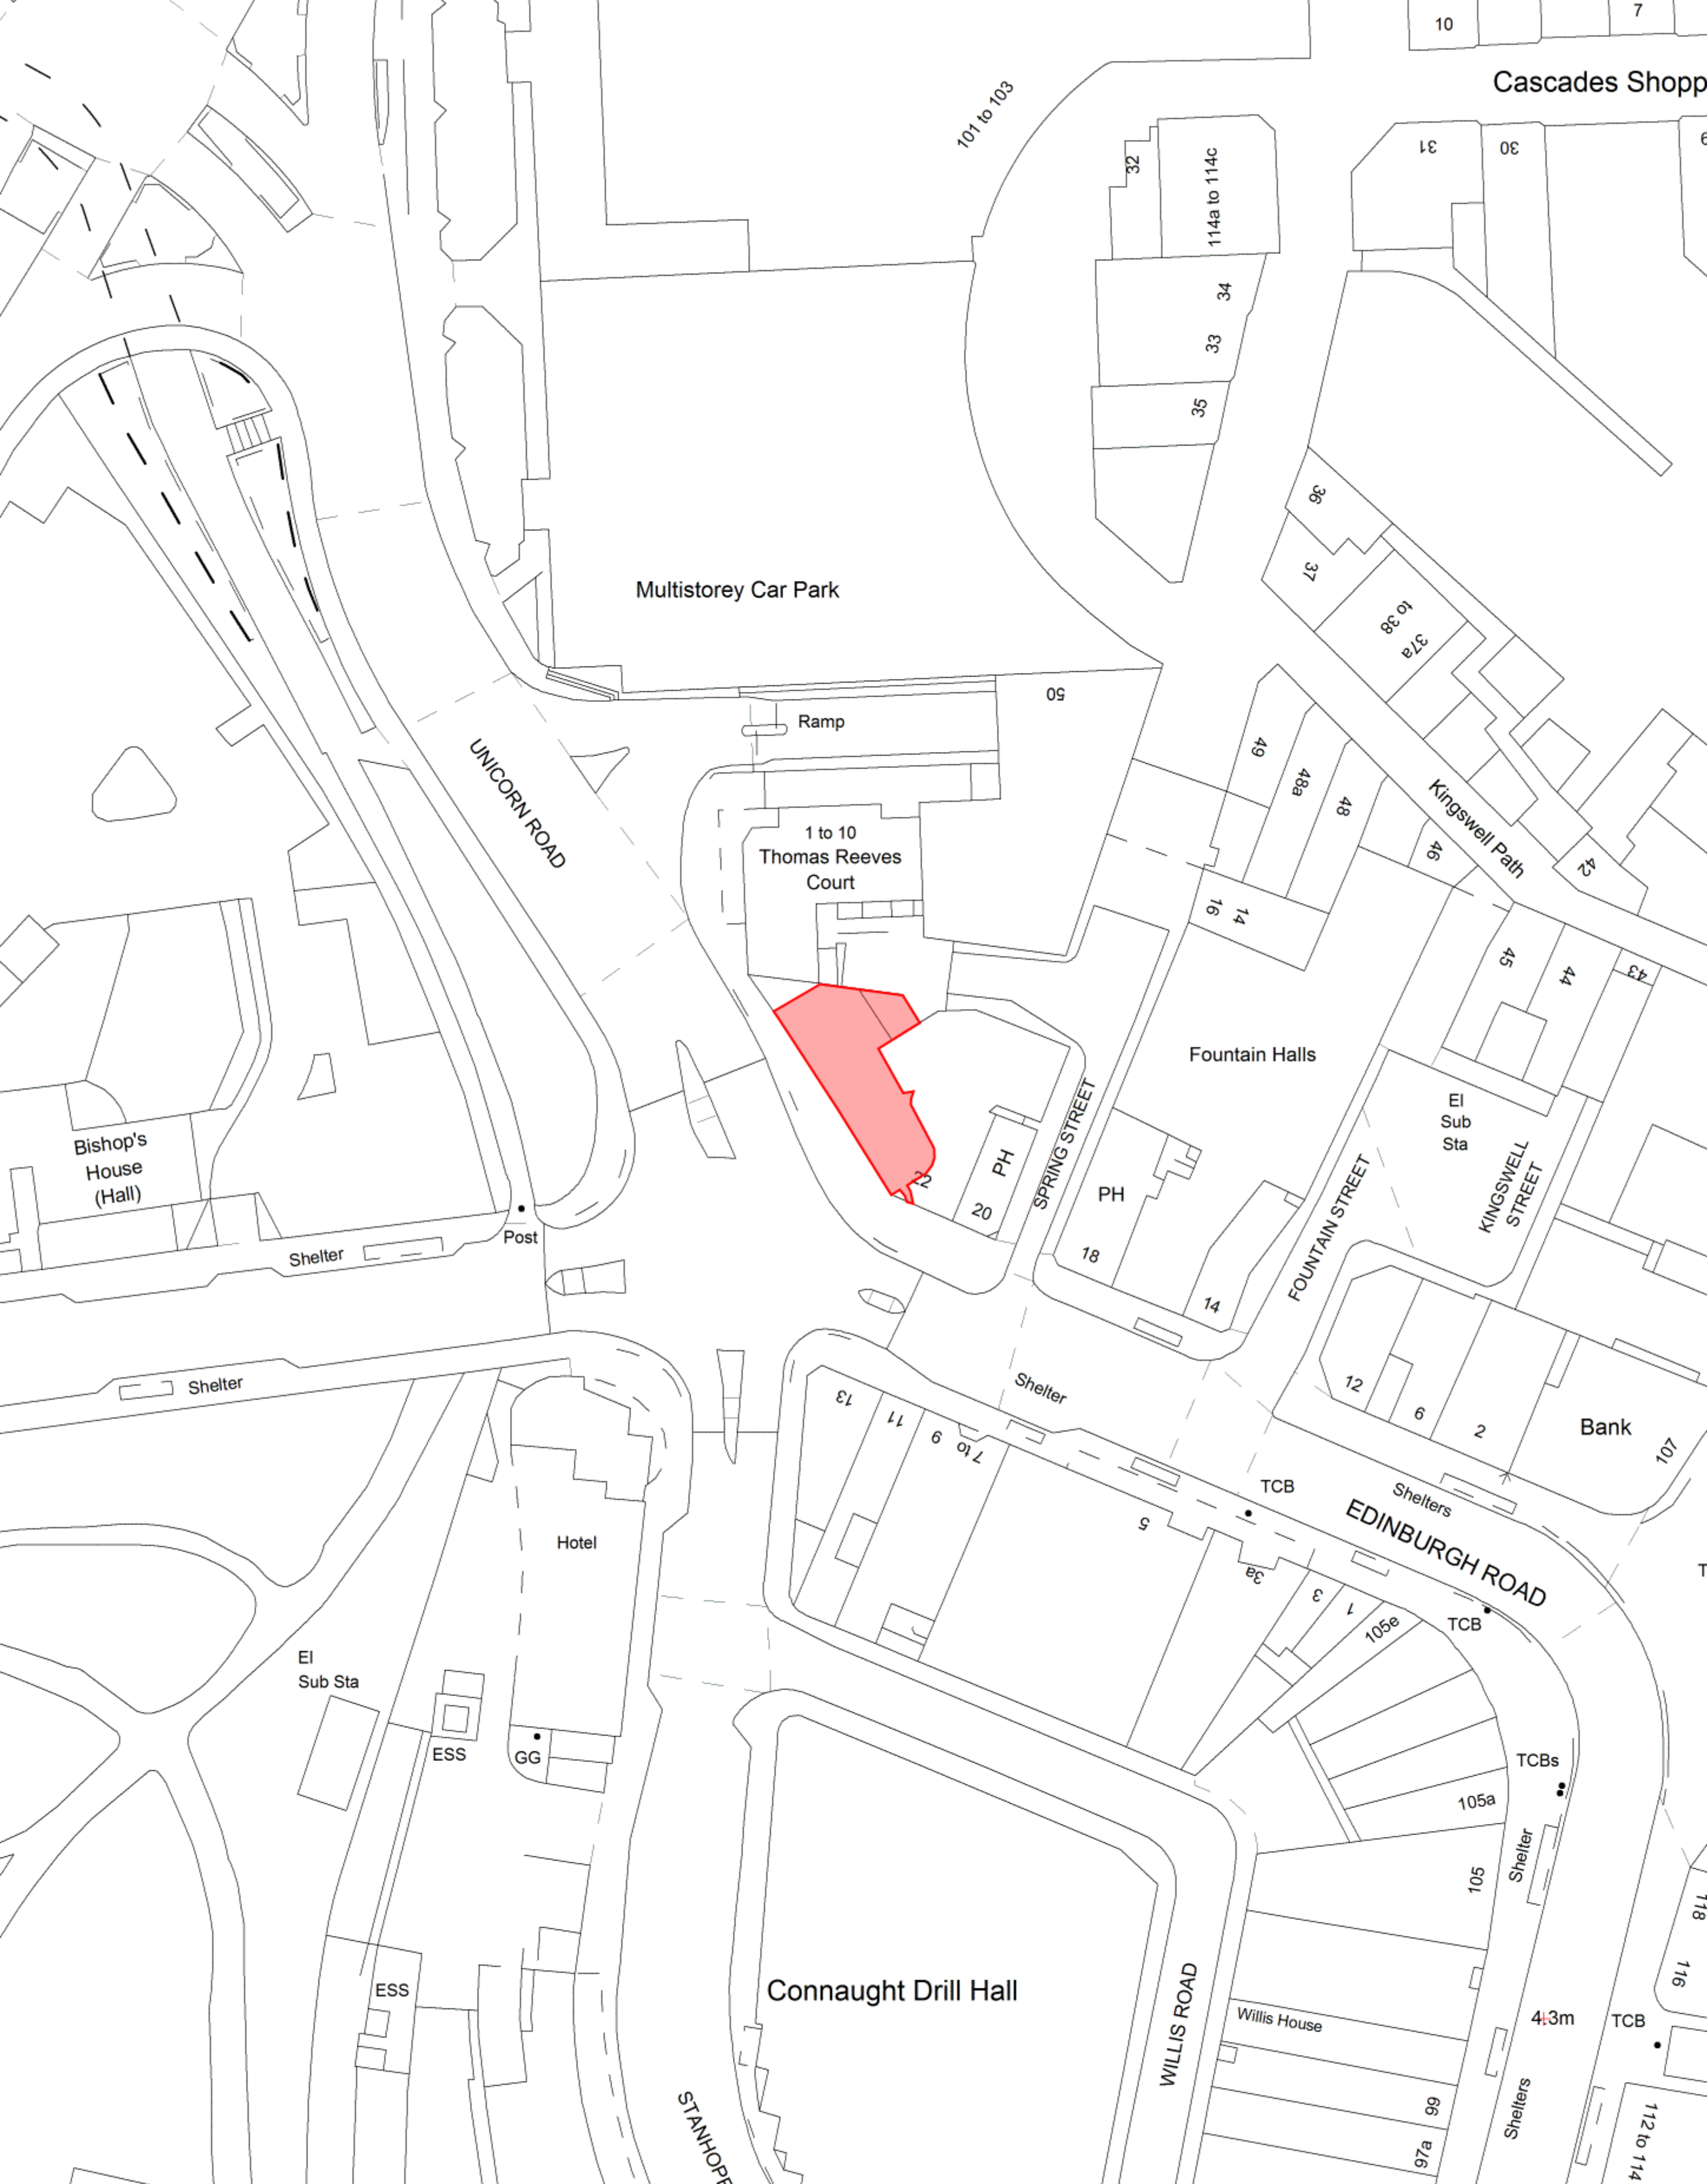 10
7
Cascades Shopp
101 to 103
32
114a to 114c
31
30
9
34
33
35
36
37
37a
to 38
Multistorey Car Park
50
Ramp
49
48a
48
46
Kingswell Path
42
UNICORN ROAD
1 to 10
Thomas Reeves
Court
16
14
45
44
43
Fountain Halls
El
Sub
Sta
Bishop's
House
(Hall)
SPRING STREET
PH
PH
22
20
18
14
FOUNTAIN STREET
KINGSWELL
STREET
Post
Shelter
Shelter
Shelter
13
11
9
7 to
12
6
2
Bank
107
TCB
Shelters
EDINBURGH ROAD
5
3a
3
1
105e
TCB
Hotel
El
Sub Sta
ESS
GG
TCBs
105a
105
Shelter
118
116
Connaught Drill Hall
ESS
WILLIS ROAD
Willis House
4.3m
TCB
99
97a
Shelters
112 to 114
STANHOPE